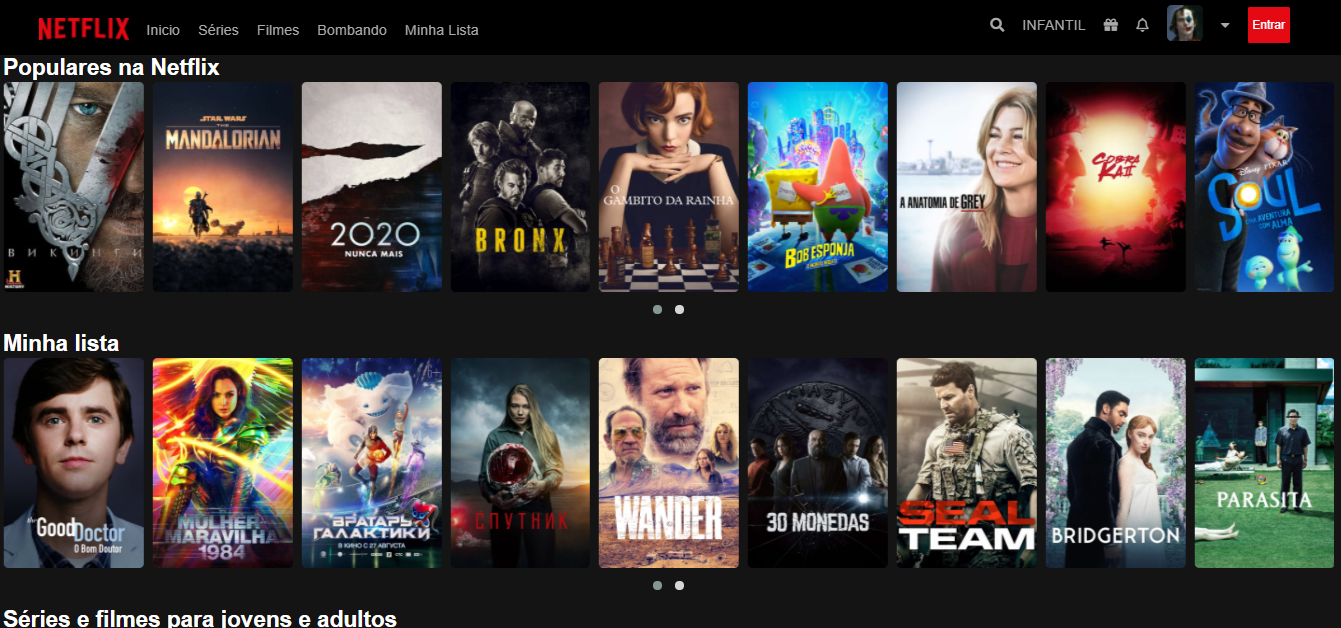 NETFLIX
Inicio
Séries
Filmes
Bombando
Minha Lista
INFANTIL
Entrar
Populares na Netflix
ВИКИНГИ
H
HISTORY
STAR WARS
THE
MANDALORIAN
2020
NUNCA MAIS
BRONX
O
GAMBITO DA RAINHA
BOB ESPONJA
A ANATOMIA DE GREY
COBRA
KAI
Disney PIXAR
SOUL
UMA AVENTURA
COM ALMA
Minha lista
the Good Doctor
O Bom Doutor
MULHER
MARAVILHA
1984
6+
ВРАТАРЬ
ГАЛАКТИКИ
В КИНО С 27 АВГУСТА
СПУТНИК
WANDER
30 MONEDAS
SEAL
TEAM
BRIDGERTON
PARASITA
Séries e filmes para jovens e adultos